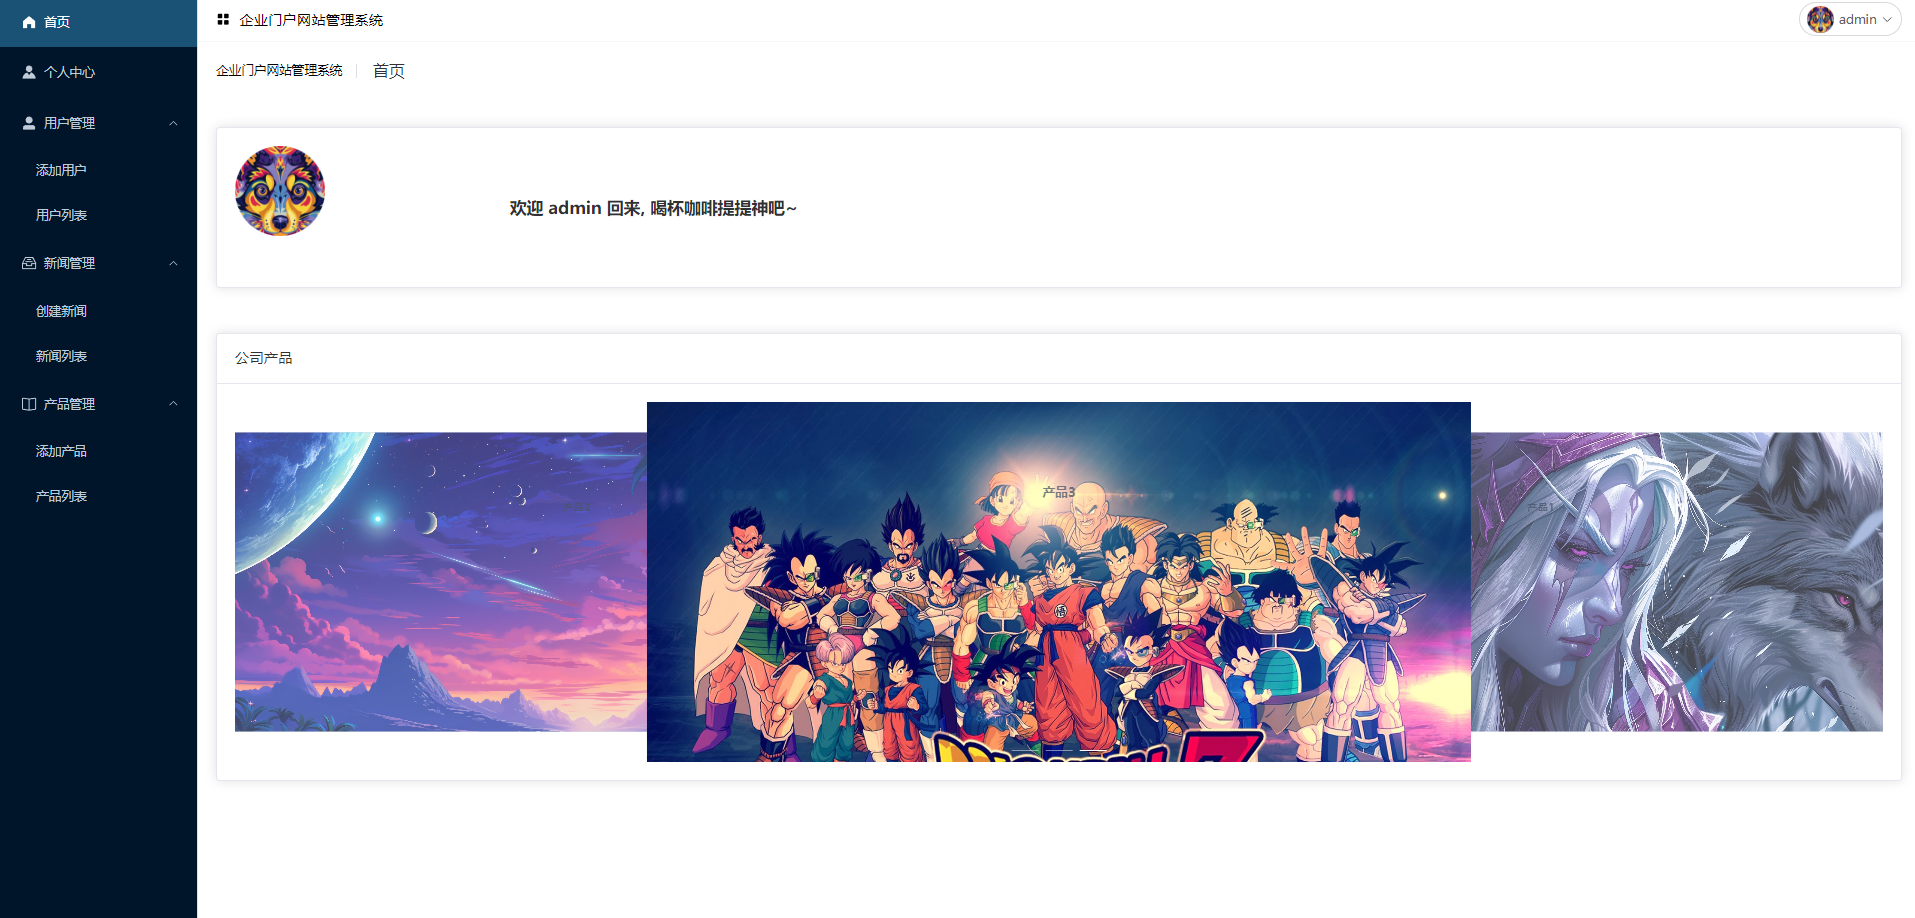 首页
个人中心
用户管理
添加用户
用户列表
新闻管理
创建新闻
新闻列表
产品管理
添加产品
产品列表
企业门户网站管理系统
admin
企业门户网站管理系统
首页
欢迎 admin 回来, 喝杯咖啡提提神吧~
公司产品
产品3
悟
产品1